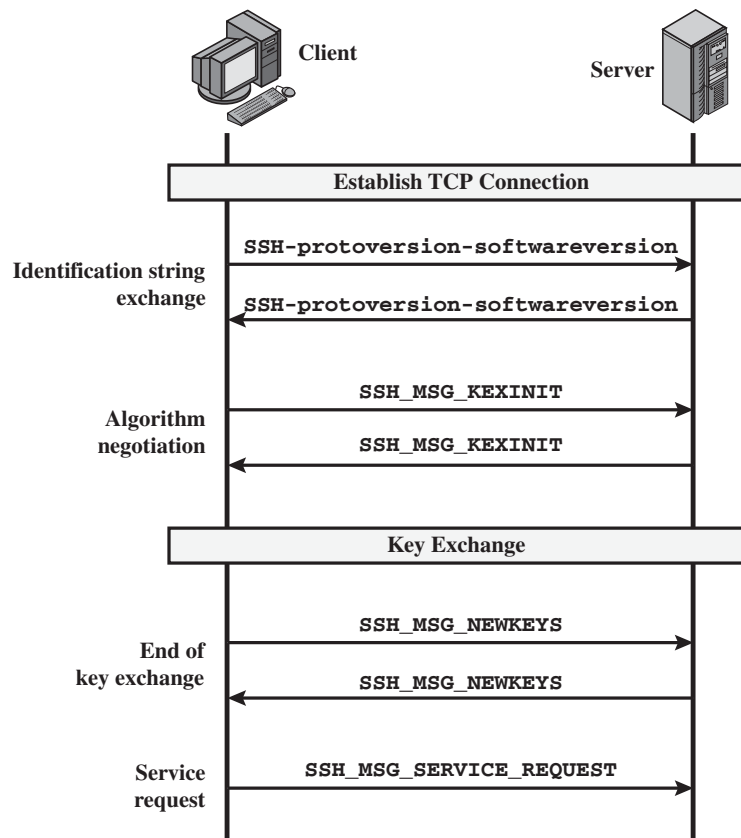 Client
Server
Establish TCP Connection
SSH-protoversion-softwareversion
Identification string
exchange
SSH-protoversion-softwareversion
SSH_MSG_KEXINIT
Algorithm
negotiation
SSH_MSG_KEXINIT
Key Exchange
SSH_MSG_NEWKEYS
End of
key exchange
SSH_MSG_NEWKEYS
SSH_MSG_SERVICE_REQUEST
Service
request